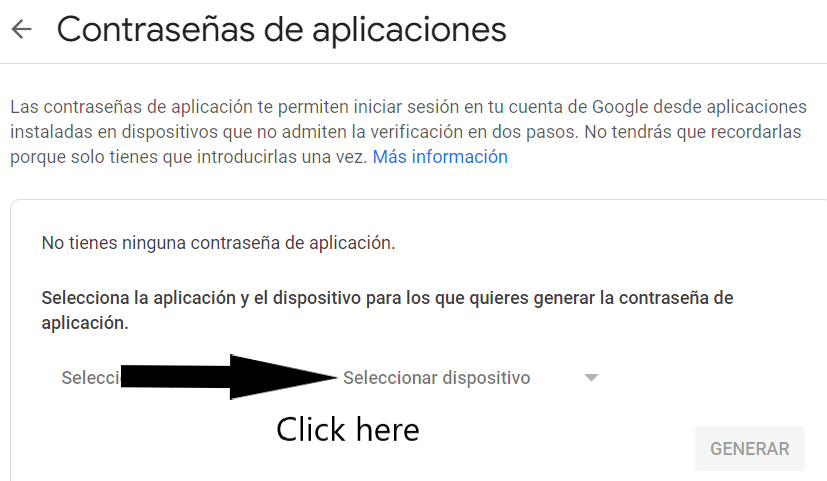 Contraseñas de aplicaciones
Las contraseñas de aplicación te permiten iniciar sesión en tu cuenta de Google desde aplicaciones
instaladas en dispositivos que no admiten la verificación en dos pasos. No tendrás que recordarlas
porque solo tienes que introducirlas una vez. Más información
No tienes ninguna contraseña de aplicación.
Selecciona la aplicación y el dispositivo para los que quieres generar la contraseña de
aplicación.
Seleccionar dispositivo
Click here
GENERAR